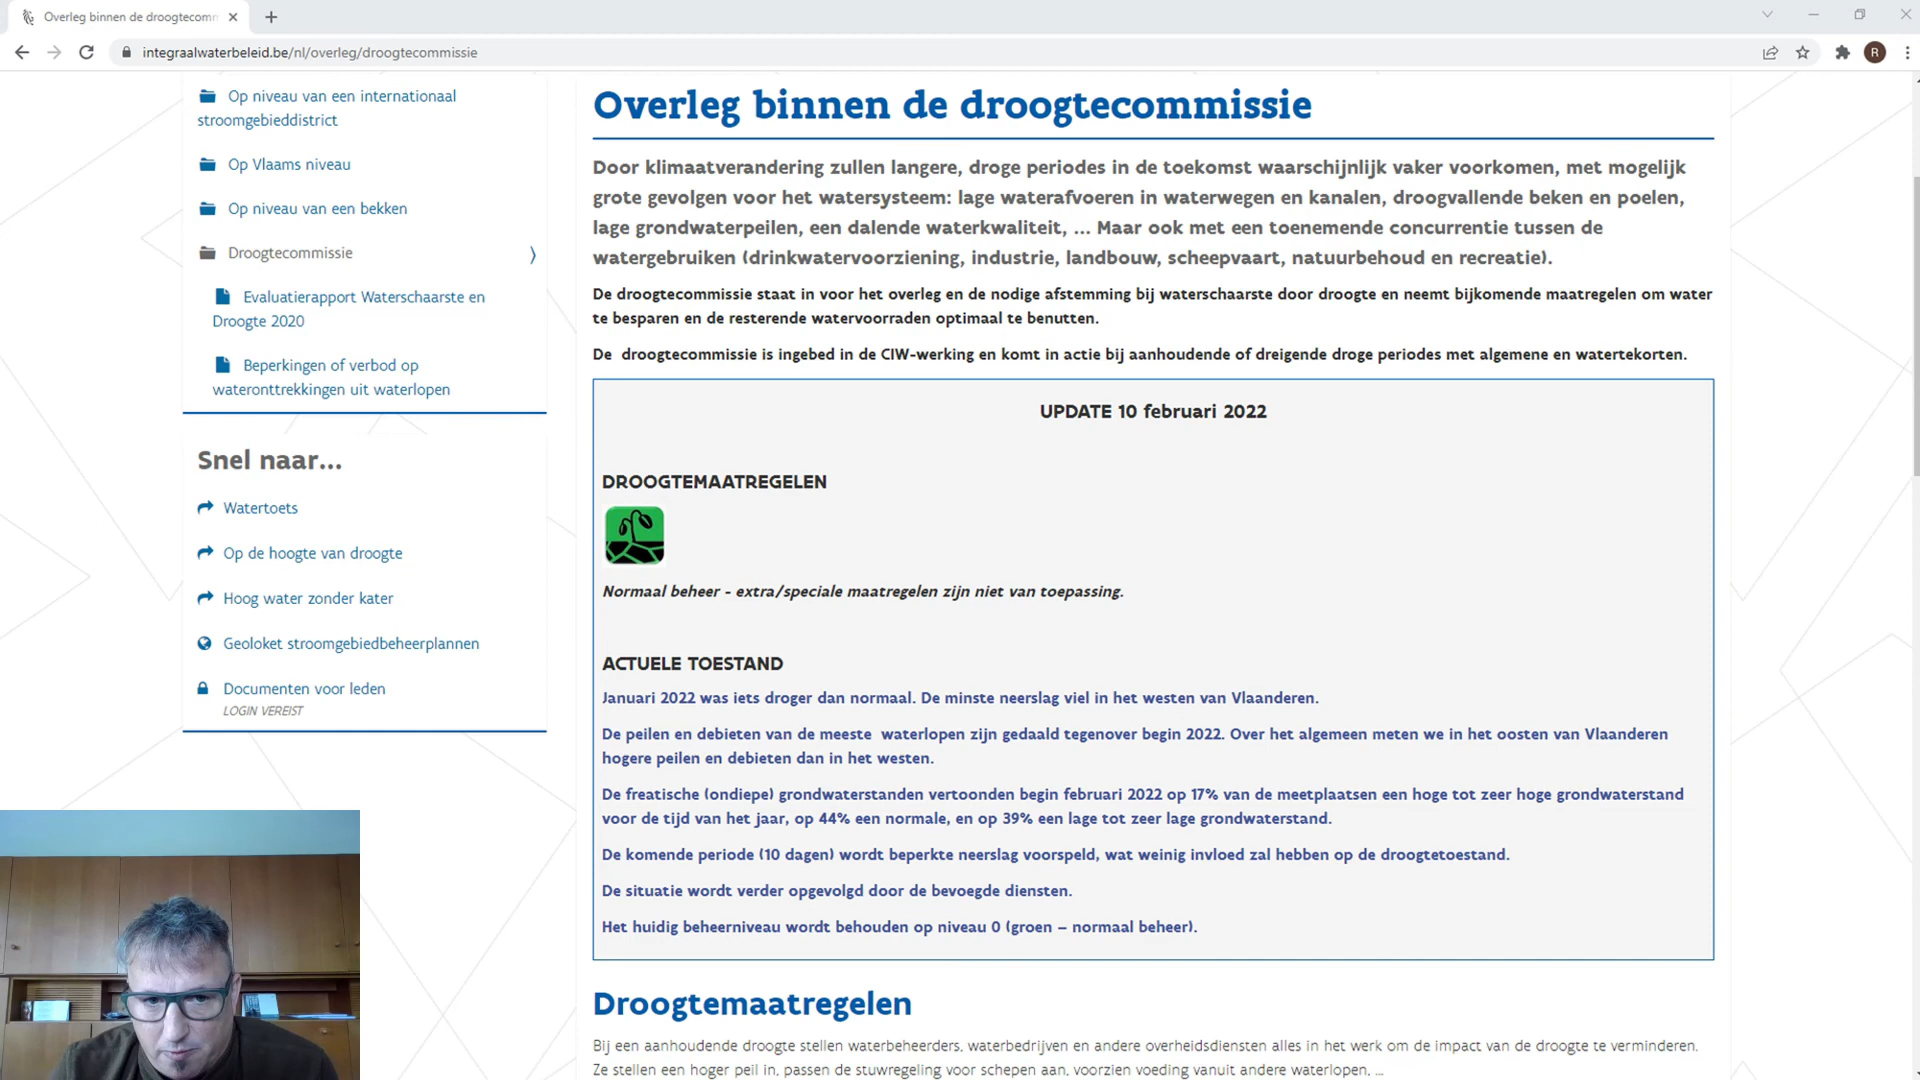 Overleg binnen de droogtecomm
integraalwaterbeleid.be/nl/overleg/droogtecommissie
R
Op niveau van een internationaal
stroomgebieddistrict
Op Vlaams niveau
Op niveau van een bekken
Droogtecommissie
Evaluatierapport Waterschaarste en
Droogte 2020
Beperkingen of verbod op
wateronttrekkingen uit waterlopen
Snel naar...
Watertoets
Op de hoogte van droogte
Hoog water zonder kater
Geoloket stroomgebiedbeheerplannen
Documenten voor leden
LOGIN VEREIST
Overleg binnen de droogtecommissie
Door klimaatverandering zullen langere, droge periodes in de toekomst waarschijnlijk vaker voorkomen, met mogelijk
grote gevolgen voor het watersysteem: lage waterafvoeren in waterwegen en kanalen, droogvallende beken en poelen,
lage grondwaterpeilen, een dalende waterkwaliteit, ... Maar ook met een toenemende concurrentie tussen de
watergebruiken (drinkwatervoorziening, industrie, landbouw, scheepvaart, natuurbehoud en recreatie).
De droogtecommissie staat in voor het overleg en de nodige afstemming bij waterschaarste door droogte en neemt bijkomende maatregelen om water
te besparen en de resterende watervoorraden optimaal te benutten.
De  droogtecommissie is ingebed in de CIW-werking en komt in actie bij aanhoudende of dreigende droge periodes met algemene en watertekorten.
UPDATE 10 februari 2022
DROOGTEMAATREGELEN
Normaal beheer - extra/speciale maatregelen zijn niet van toepassing.
ACTUELE TOESTAND
Januari 2022 was iets droger dan normaal. De minste neerslag viel in het westen van Vlaanderen.
De peilen en debieten van de meeste  waterlopen zijn gedaald tegenover begin 2022. Over het algemeen meten we in het oosten van Vlaanderen
hogere peilen en debieten dan in het westen.
De freatische (ondiepe) grondwaterstanden vertoonden begin februari 2022 op 17% van de meetplaatsen een hoge tot zeer hoge grondwaterstand
voor de tijd van het jaar, op 44% een normale, en op 39% een lage tot zeer lage grondwaterstand.
De komende periode (10 dagen) wordt beperkte neerslag voorspeld, wat weinig invloed zal hebben op de droogtetoestand.
De situatie wordt verder opgevolgd door de bevoegde diensten.
Het huidig beheerniveau wordt behouden op niveau 0 (groen – normaal beheer).
Droogtemaatregelen
Bij een aanhoudende droogte stellen waterbeheerders, waterbedrijven en andere overheidsdiensten alles in het werk om de impact van de droogte te verminderen.
Ze stellen een hoger peil in, passen de stuwregeling voor schepen aan, voorzien voeding vanuit andere waterlopen, ...